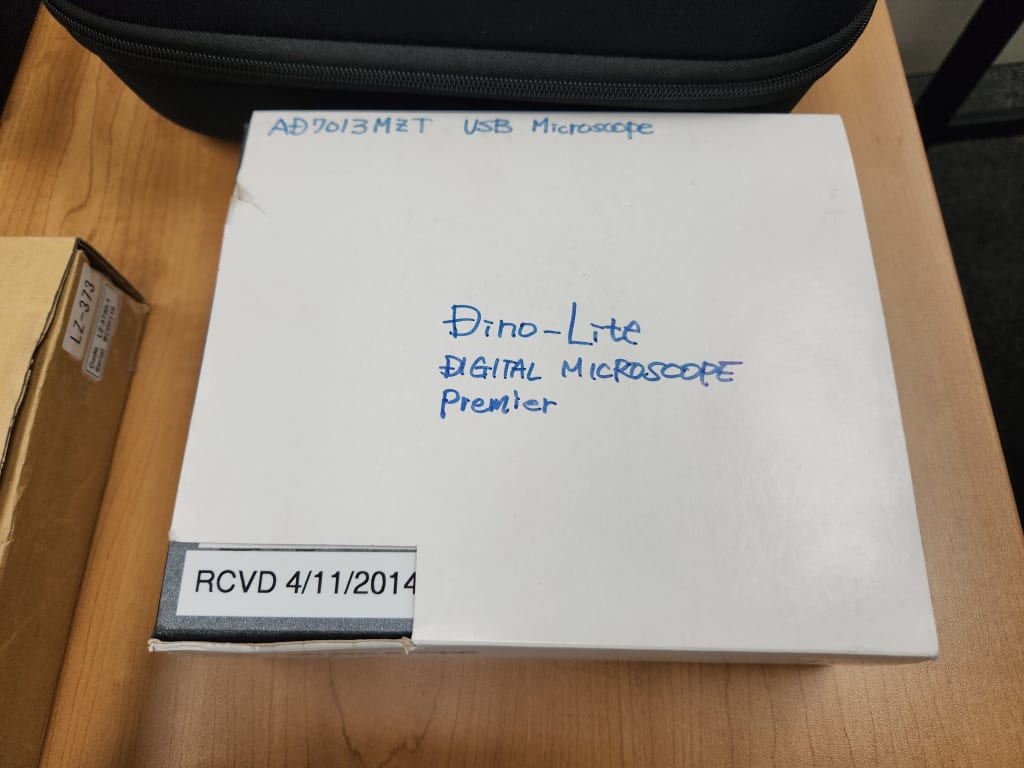 AD7013MZT USB Microscope
Dino-Lite
DIGITAL MICROSCOPE
Premier
RCVD 4/11/2014
LZ-373